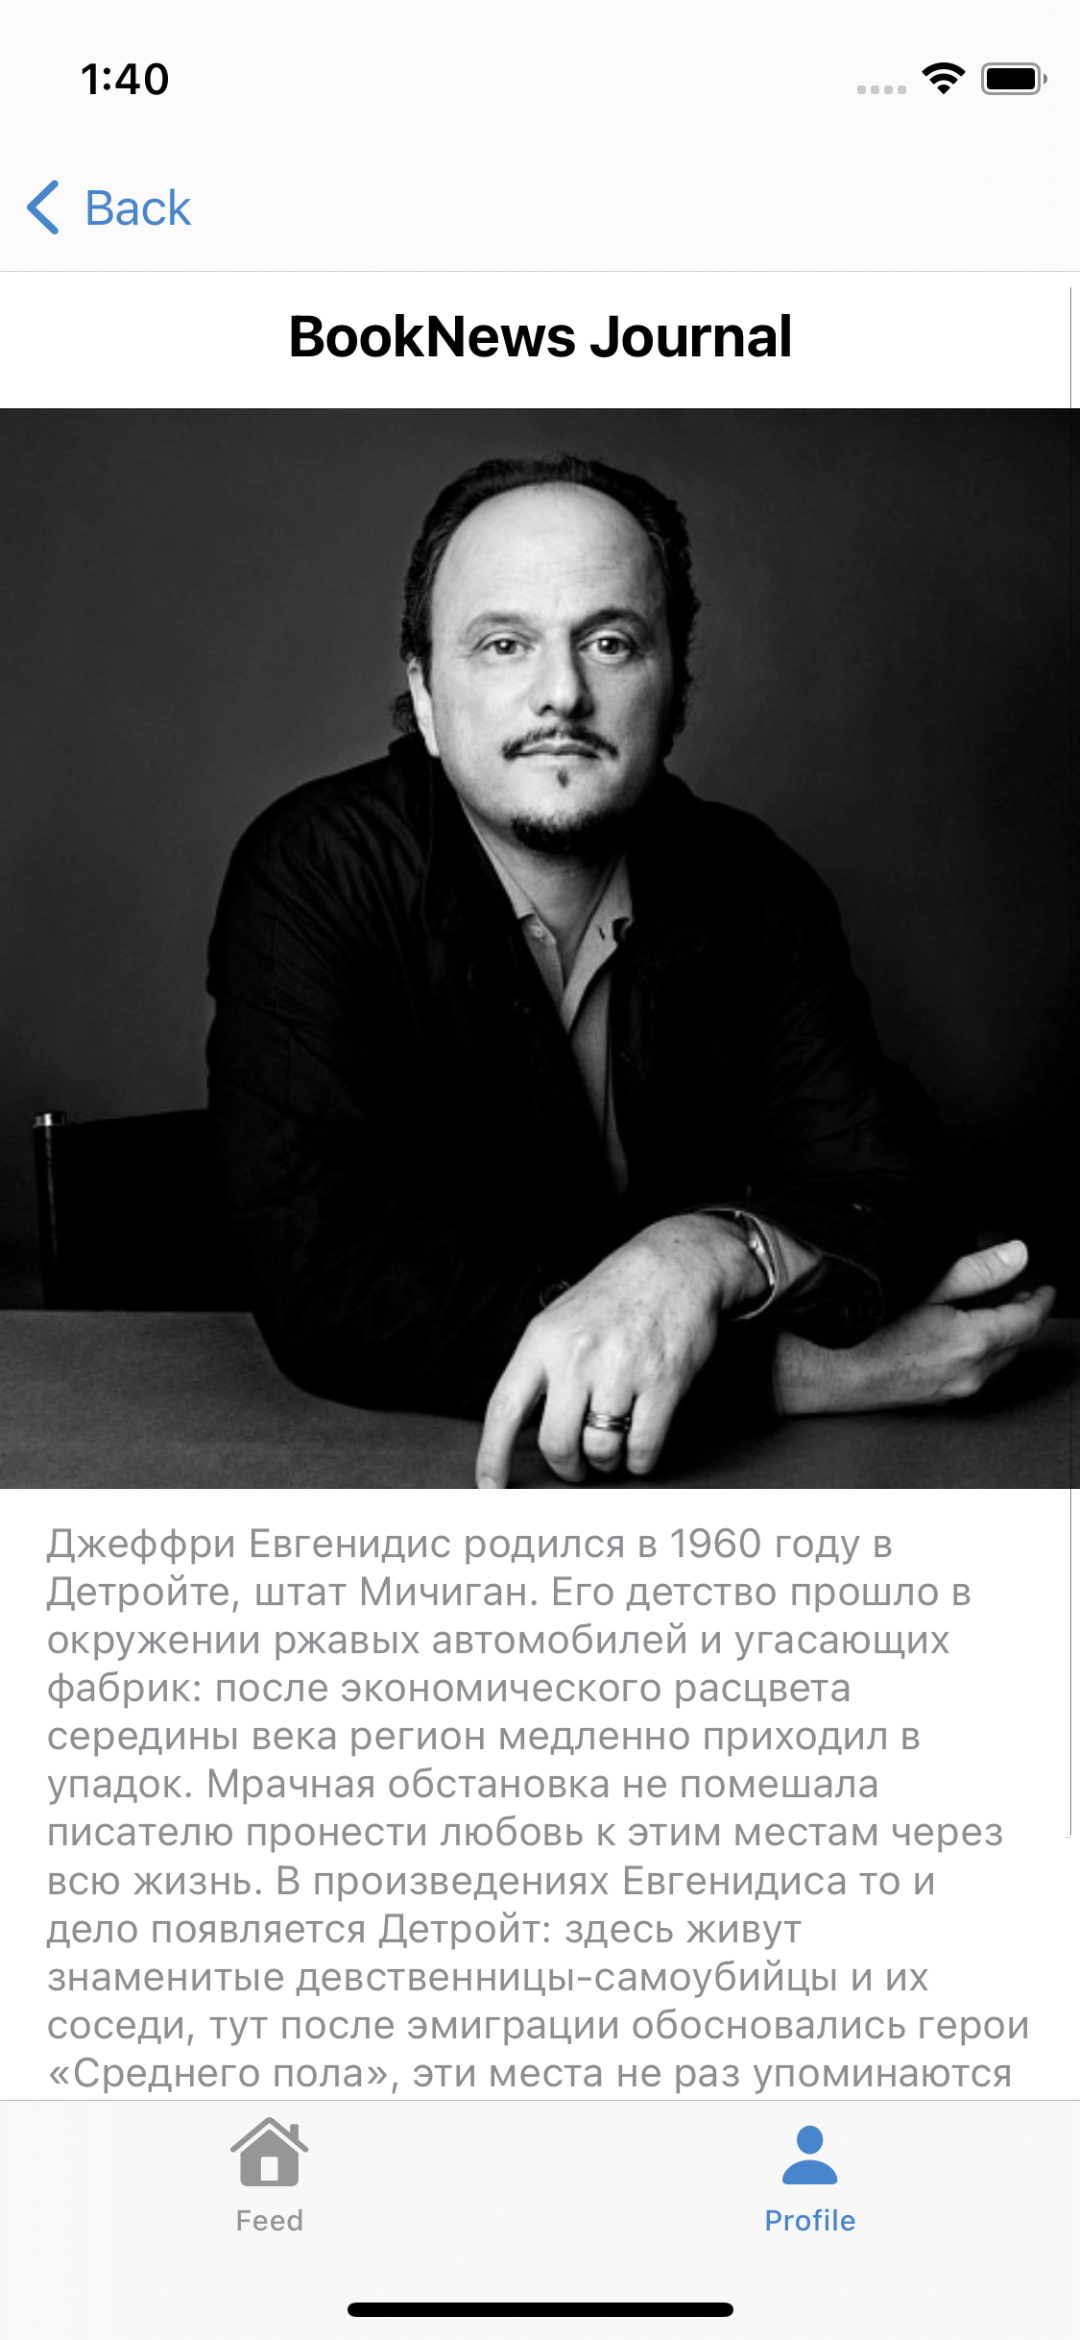 1:40
Back
BookNews Journal
Джеффри Евгенидис родился в 1960 году в
Детройте, штат Мичиган. Его детство прошло в
окружении ржавых автомобилей и угасающих
фабрик: после экономического расцвета
середины века регион медленно приходил в
упадок. Мрачная обстановка не помешала
писателю пронести любовь к этим местам через
всю жизнь. В произведениях Евгенидиса то и
дело появляется Детройт: здесь живут
знаменитые девственницы-самоубийцы и их
соседи, тут после эмиграции обосновались герои
«Среднего пола», эти места не раз упоминаются
Feed
Profile